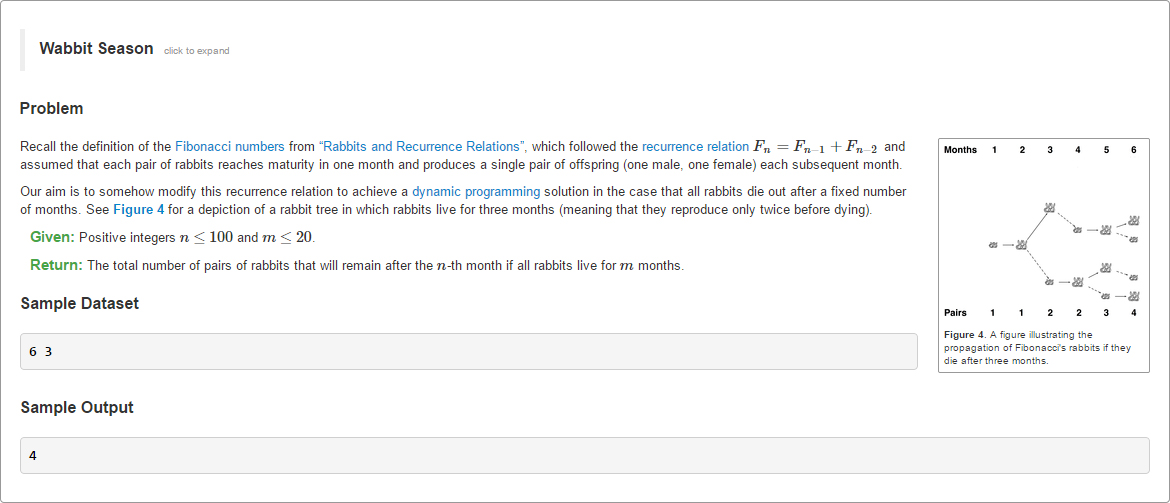 Wabbit Season click to expand
Problem
Recall the definition of the Fibonacci numbers from “Rabbits and Recurrence Relations”, which followed the recurrence relation Fn = Fn−1 + Fn−2 and
assumed that each pair of rabbits reaches maturity in one month and produces a single pair of offspring (one male, one female) each subsequent month.
Our aim is to somehow modify this recurrence relation to achieve a dynamic programming solution in the case that all rabbits die out after a fixed number
of months. See Figure 4 for a depiction of a rabbit tree in which rabbits live for three months (meaning that they reproduce only twice before dying).
Given: Positive integers n ≤ 100 and m ≤ 20.
Return: The total number of pairs of rabbits that will remain after the n-th month if all rabbits live for m months.
Months 1 2 3 4 5 6
Pairs 1 1 2 2 3 4
Figure 4. A figure illustrating the
propagation of Fibonacci's rabbits if they
die after three months.
Sample Dataset
6 3
Sample Output
4